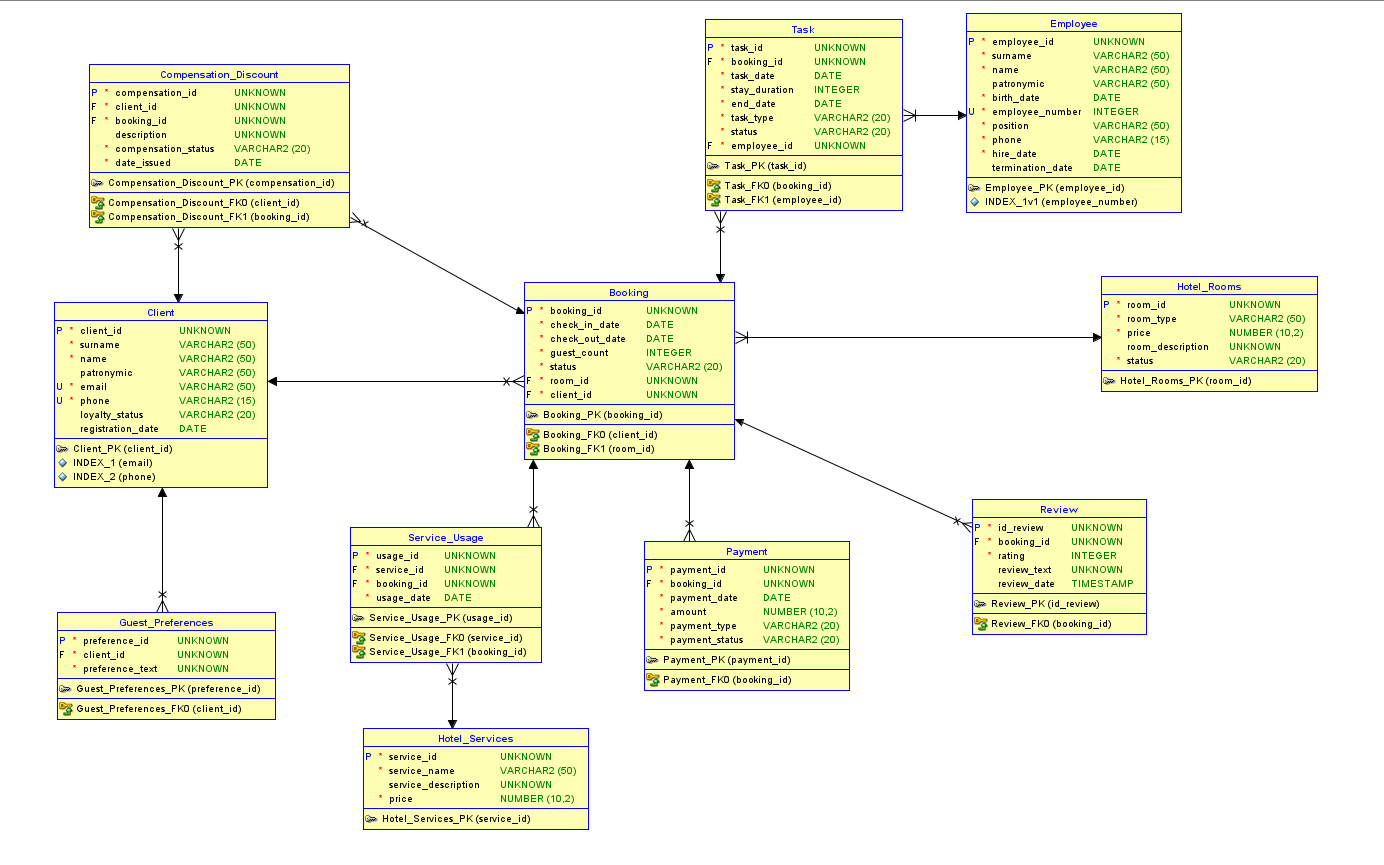 Compensation_Discount
P * compensation_id UNKNOWN
F * client_id UNKNOWN
F * booking_id UNKNOWN
description UNKNOWN
* compensation_status VARCHAR2 (20)
* date_issued DATE
Compensation_Discount_PK (compensation_id)
Compensation_Discount_FK0 (client_id)
Compensation_Discount_FK1 (booking_id)
Task
P * task_id UNKNOWN
F * booking_id UNKNOWN
* task_date DATE
* stay_duration INTEGER
* end_date DATE
* task_type VARCHAR2 (20)
* status VARCHAR2 (20)
F * employee_id UNKNOWN
Task_PK (task_id)
Task_FK0 (booking_id)
Task_FK1 (employee_id)
Employee
P * employee_id UNKNOWN
* surname VARCHAR2 (50)
* name VARCHAR2 (50)
patronymic VARCHAR2 (50)
* birth_date DATE
U * employee_number INTEGER
* position VARCHAR2 (50)
* phone VARCHAR2 (15)
* hire_date DATE
termination_date DATE
Employee_PK (employee_id)
INDEX_1v1 (employee_number)
Client
P * client_id UNKNOWN
* surname VARCHAR2 (50)
* name VARCHAR2 (50)
patronymic VARCHAR2 (50)
U * email VARCHAR2 (50)
U * phone VARCHAR2 (15)
loyalty_status VARCHAR2 (20)
registration_date DATE
Client_PK (client_id)
INDEX_1 (email)
INDEX_2 (phone)
Booking
P * booking_id UNKNOWN
* check_in_date DATE
* check_out_date DATE
* guest_count INTEGER
* status VARCHAR2 (20)
F * room_id UNKNOWN
F * client_id UNKNOWN
Booking_PK (booking_id)
Booking_FK0 (client_id)
Booking_FK1 (room_id)
Hotel_Rooms
P * room_id UNKNOWN
* room_type VARCHAR2 (50)
* price NUMBER (10,2)
room_description UNKNOWN
* status VARCHAR2 (20)
Hotel_Rooms_PK (room_id)
Guest_Preferences
P * preference_id UNKNOWN
F * client_id UNKNOWN
* preference_text UNKNOWN
Guest_Preferences_PK (preference_id)
Guest_Preferences_FK0 (client_id)
Service_Usage
P * usage_id UNKNOWN
F * service_id UNKNOWN
F * booking_id UNKNOWN
* usage_date DATE
Service_Usage_PK (usage_id)
Service_Usage_FK0 (service_id)
Service_Usage_FK1 (booking_id)
Payment
P * payment_id UNKNOWN
F * booking_id UNKNOWN
* payment_date DATE
* amount NUMBER (10,2)
* payment_type VARCHAR2 (20)
* payment_status VARCHAR2 (20)
Payment_PK (payment_id)
Payment_FK0 (booking_id)
Review
P * id_review UNKNOWN
F * booking_id UNKNOWN
* rating INTEGER
review_text UNKNOWN
review_date TIMESTAMP
Review_PK (id_review)
Review_FK0 (booking_id)
Hotel_Services
P * service_id UNKNOWN
* service_name VARCHAR2 (50)
service_description UNKNOWN
* price NUMBER (10,2)
Hotel_Services_PK (service_id)